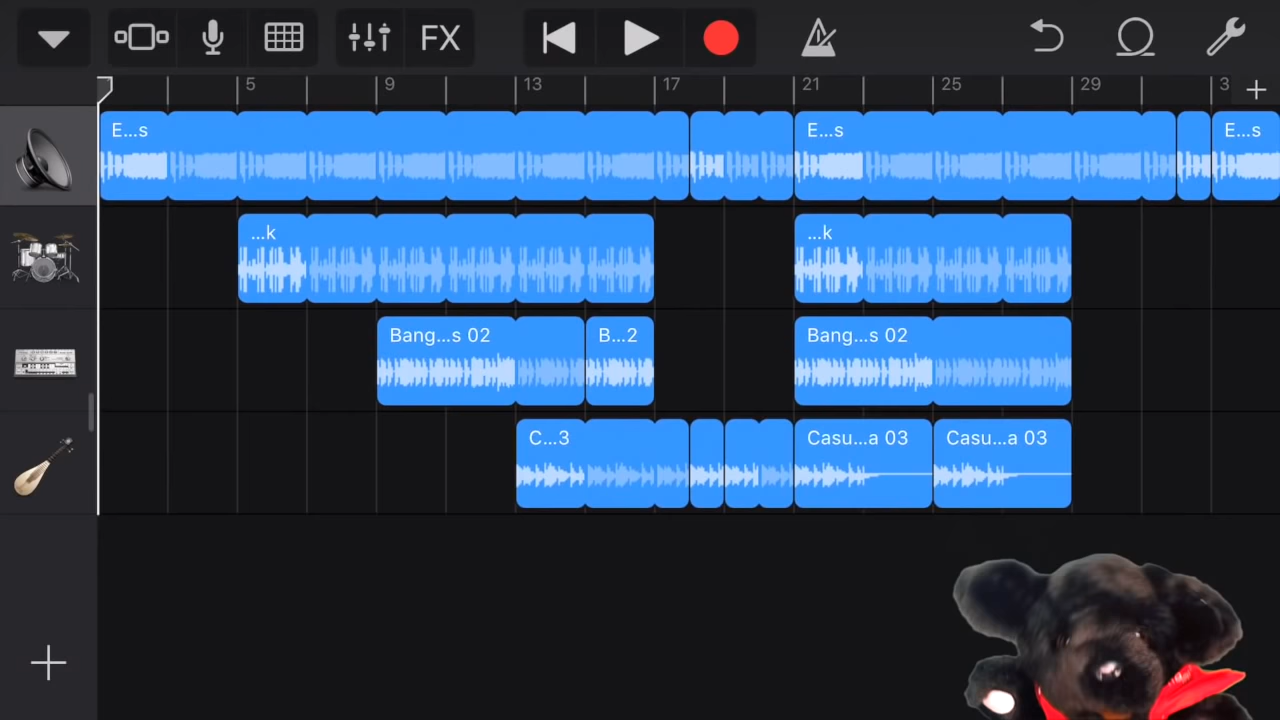 FX
5 9 13 17 21 25 29 3
E...s E...s E...s
...k ...k
Bang...s 02 B...2 Bang...s 02
C...3 Casu...a 03 Casu...a 03